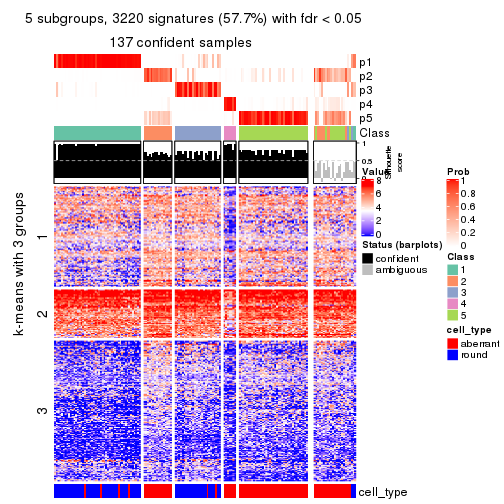 5 subgroups, 3220 signatures (57.7%) with fdr < 0.05
137 confident samples
p1
p2
p3
p4
p5
Class
1
0.5
0
Silhouette
score
k-means with 3 groups
1
2
3
cell_type
Value
8
6
4
2
0
Status (barplots)
confident
ambiguous
Prob
1
0.8
0.6
0.4
0.2
0
Class
1
2
3
4
5
cell_type
aberrant
round